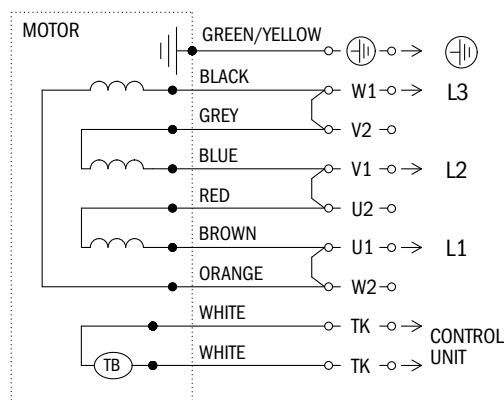 MOTOR
GREEN/YELLOW
BLACK W1 L3
GREY V2
BLUE V1 L2
RED U2
BROWN U1 L1
ORANGE W2
WHITE TK
CONTROL
UNIT
WHITE TK
TB